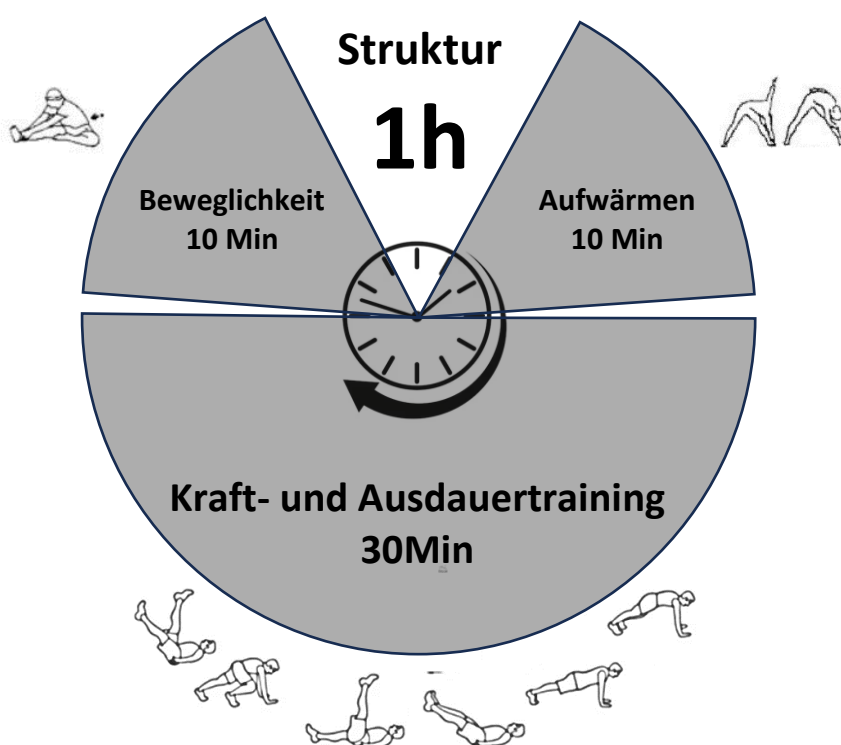 Struktur
1h
Beweglichkeit
10 Min
Aufwärmen
10 Min
Kraft- und Ausdauertraining
30Min